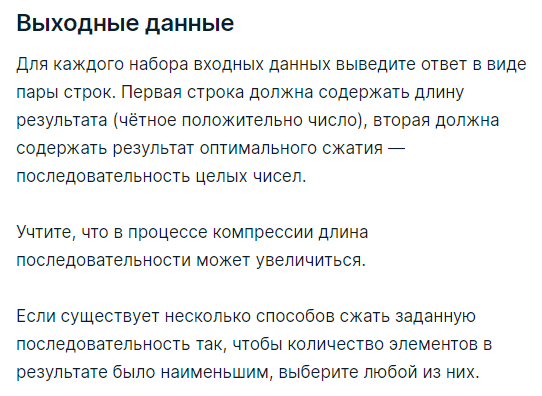 Выходные данные
Для каждого набора входных данных выведите ответ в виде
пары строк. Первая строка должна содержать длину
результата (чётное положительно число), вторая должна
содержать результат оптимального сжатия —
последовательность целых чисел.
Учтите, что в процессе компрессии длина
последовательности может увеличиться.
Если существует несколько способов сжать заданную
последовательность так, чтобы количество элементов в
результате было наименьшим, выберите любой из них.